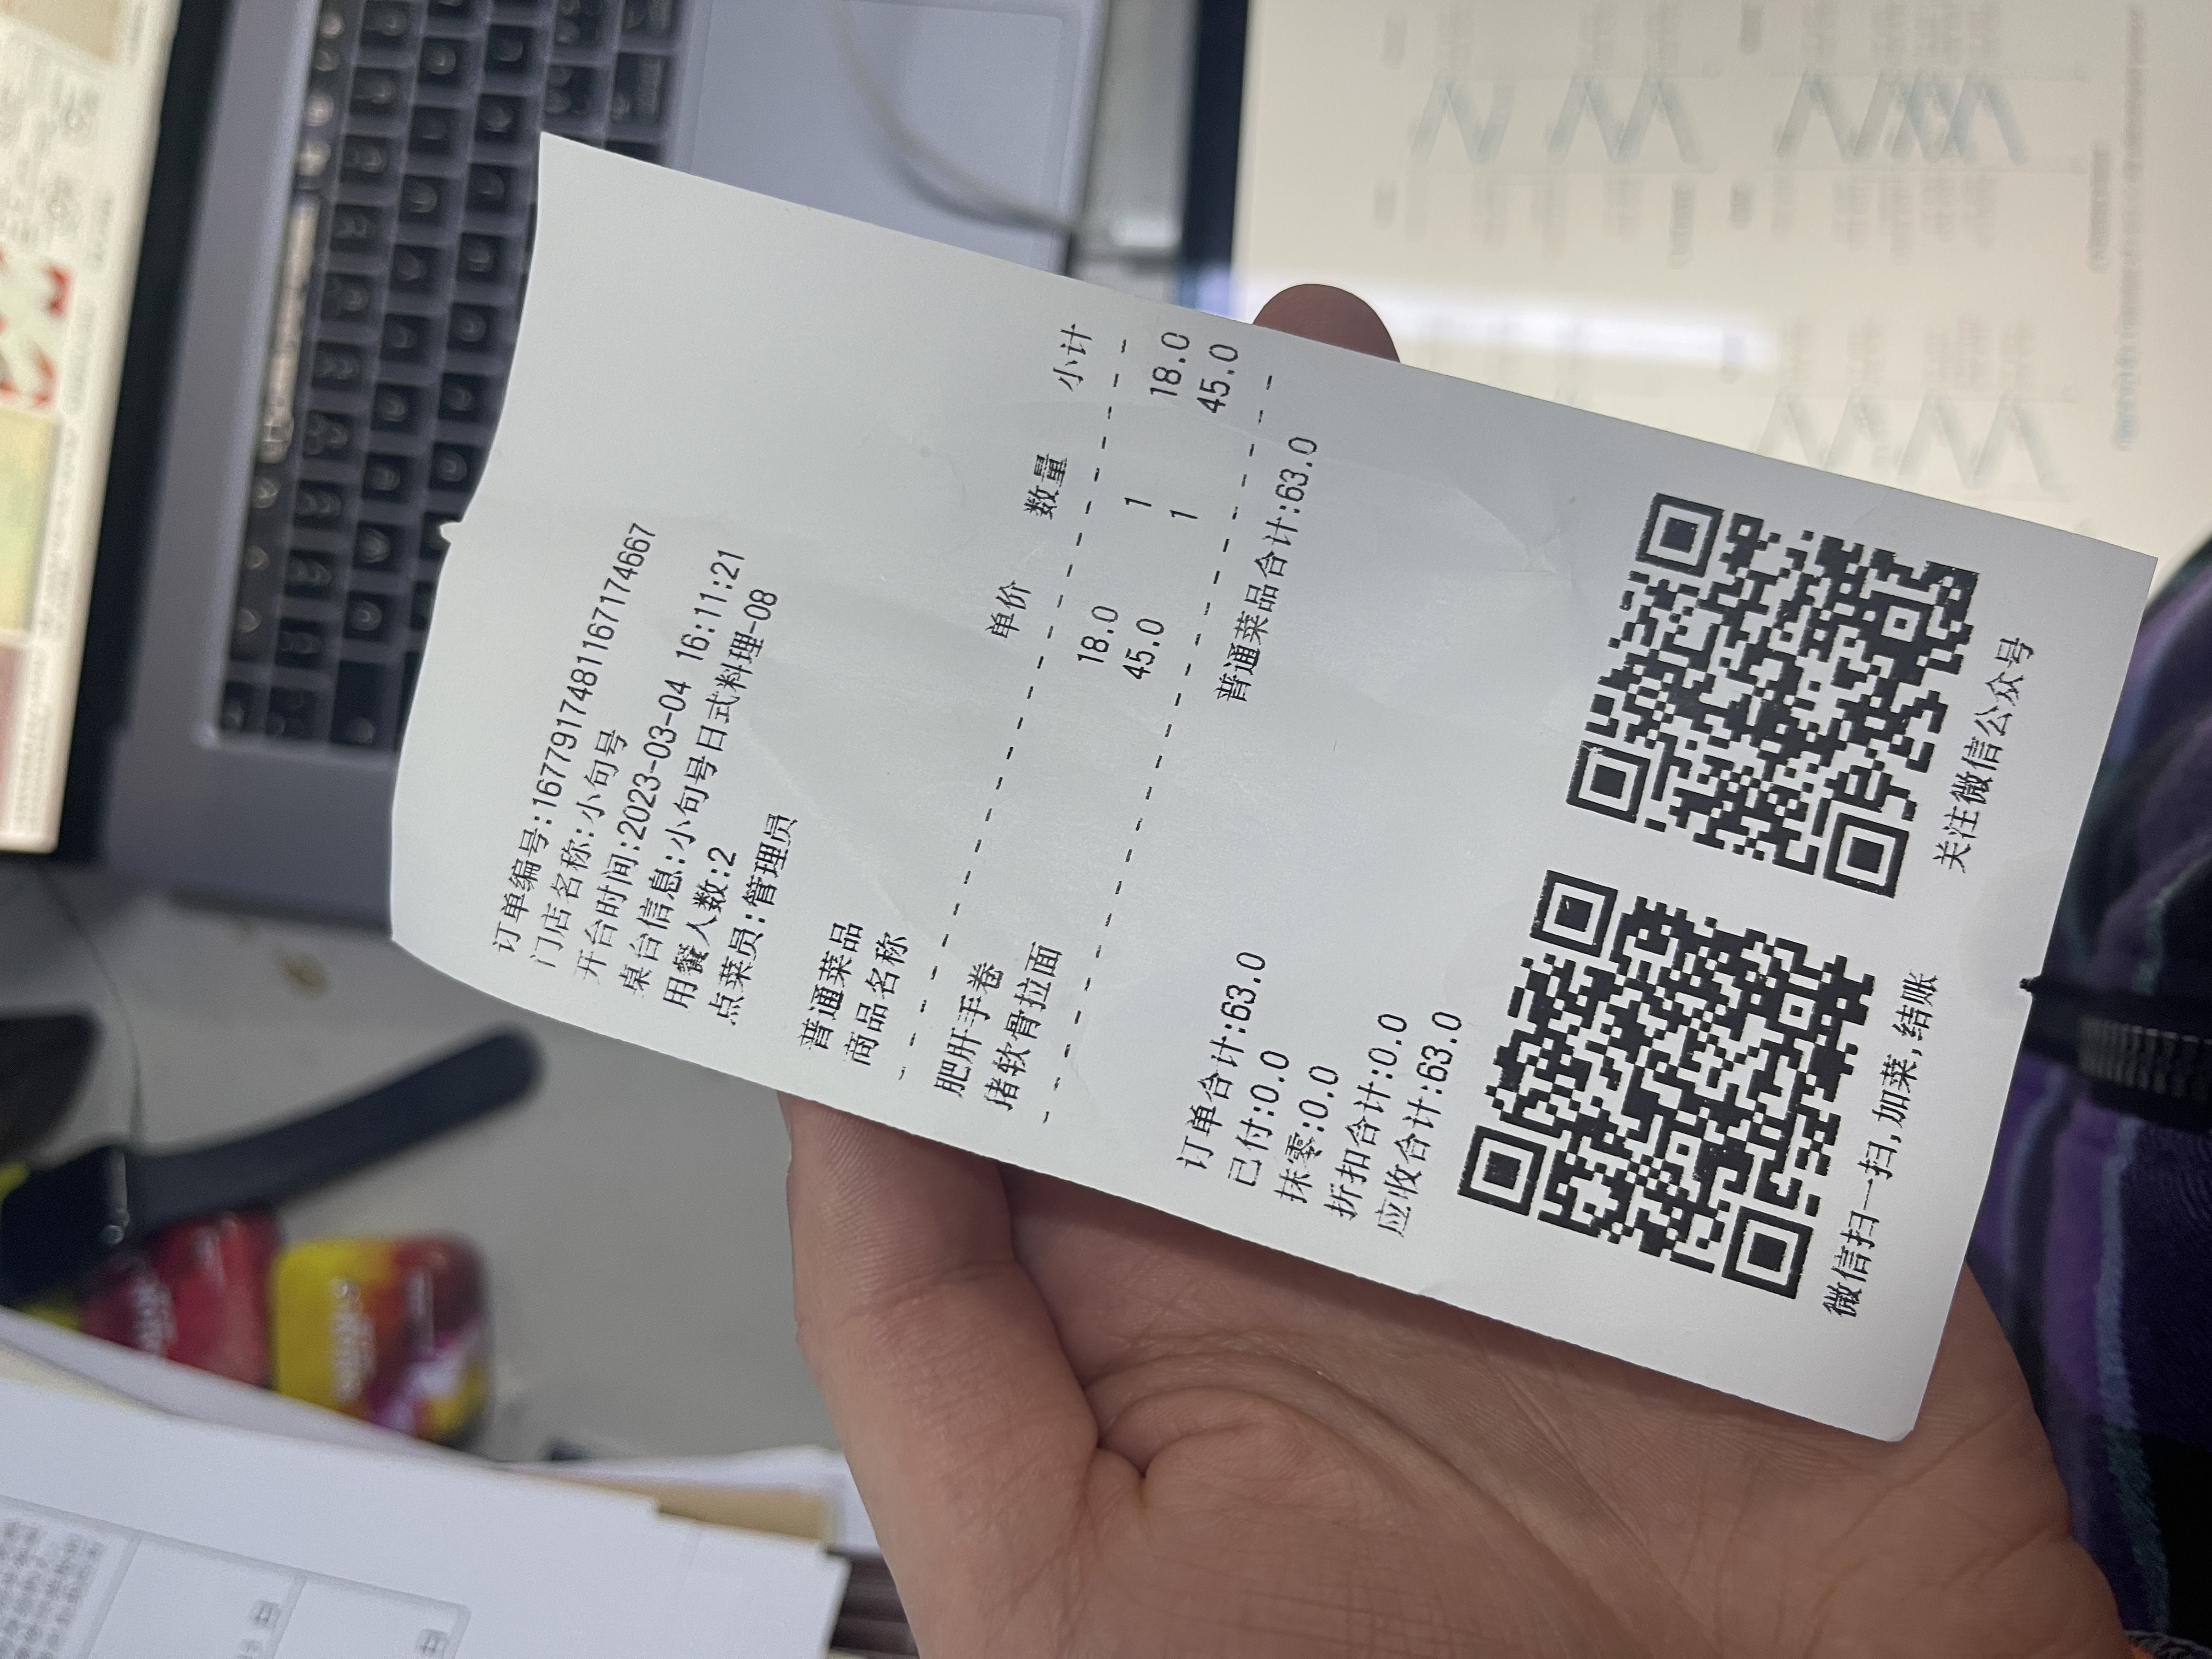 订单编号:1677917481167174667
门店名称:小句号
开台时间:2023-03-04 16:11:21
桌台信息:小句号日式料理-08
用餐人数:2
点菜员:管理员
普通菜品
商品名称 单价 数量 小计
肥肝手卷 18.0 1 18.0
猪软骨拉面 45.0 1 45.0
普通菜品合计:63.0
订单合计:63.0
已付:0.0
抹零:0.0
折扣合计:0.0
应收合计:63.0
微信扫一扫,加菜,结账
关注微信公众号